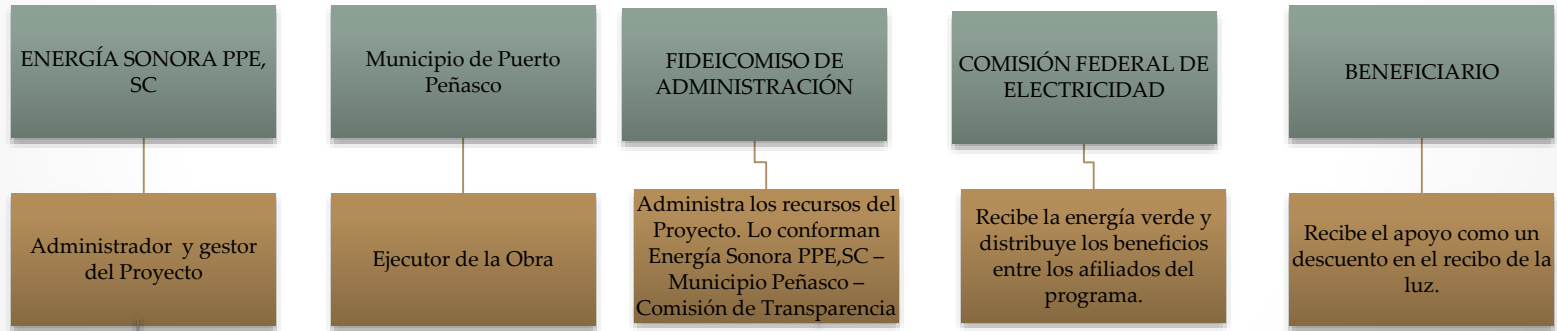 ENERGÍA SONORA PPE,
SC
Administrador y gestor
del Proyecto
Municipio de Puerto
Peñasco
Ejecutor de la Obra
FIDEICOMISO DE
ADMINISTRACIÓN
Administra los recursos del
Proyecto. Lo conforman
Energía Sonora PPE,SC –
Municipio Peñasco –
Comisión de Transparencia
COMISIÓN FEDERAL DE
ELECTRICIDAD
Recibe la energía verde y
distribuye los beneficios
entre los afiliados del
programa.
BENEFICIARIO
Recibe el apoyo como un
descuento en el recibo de la
luz.